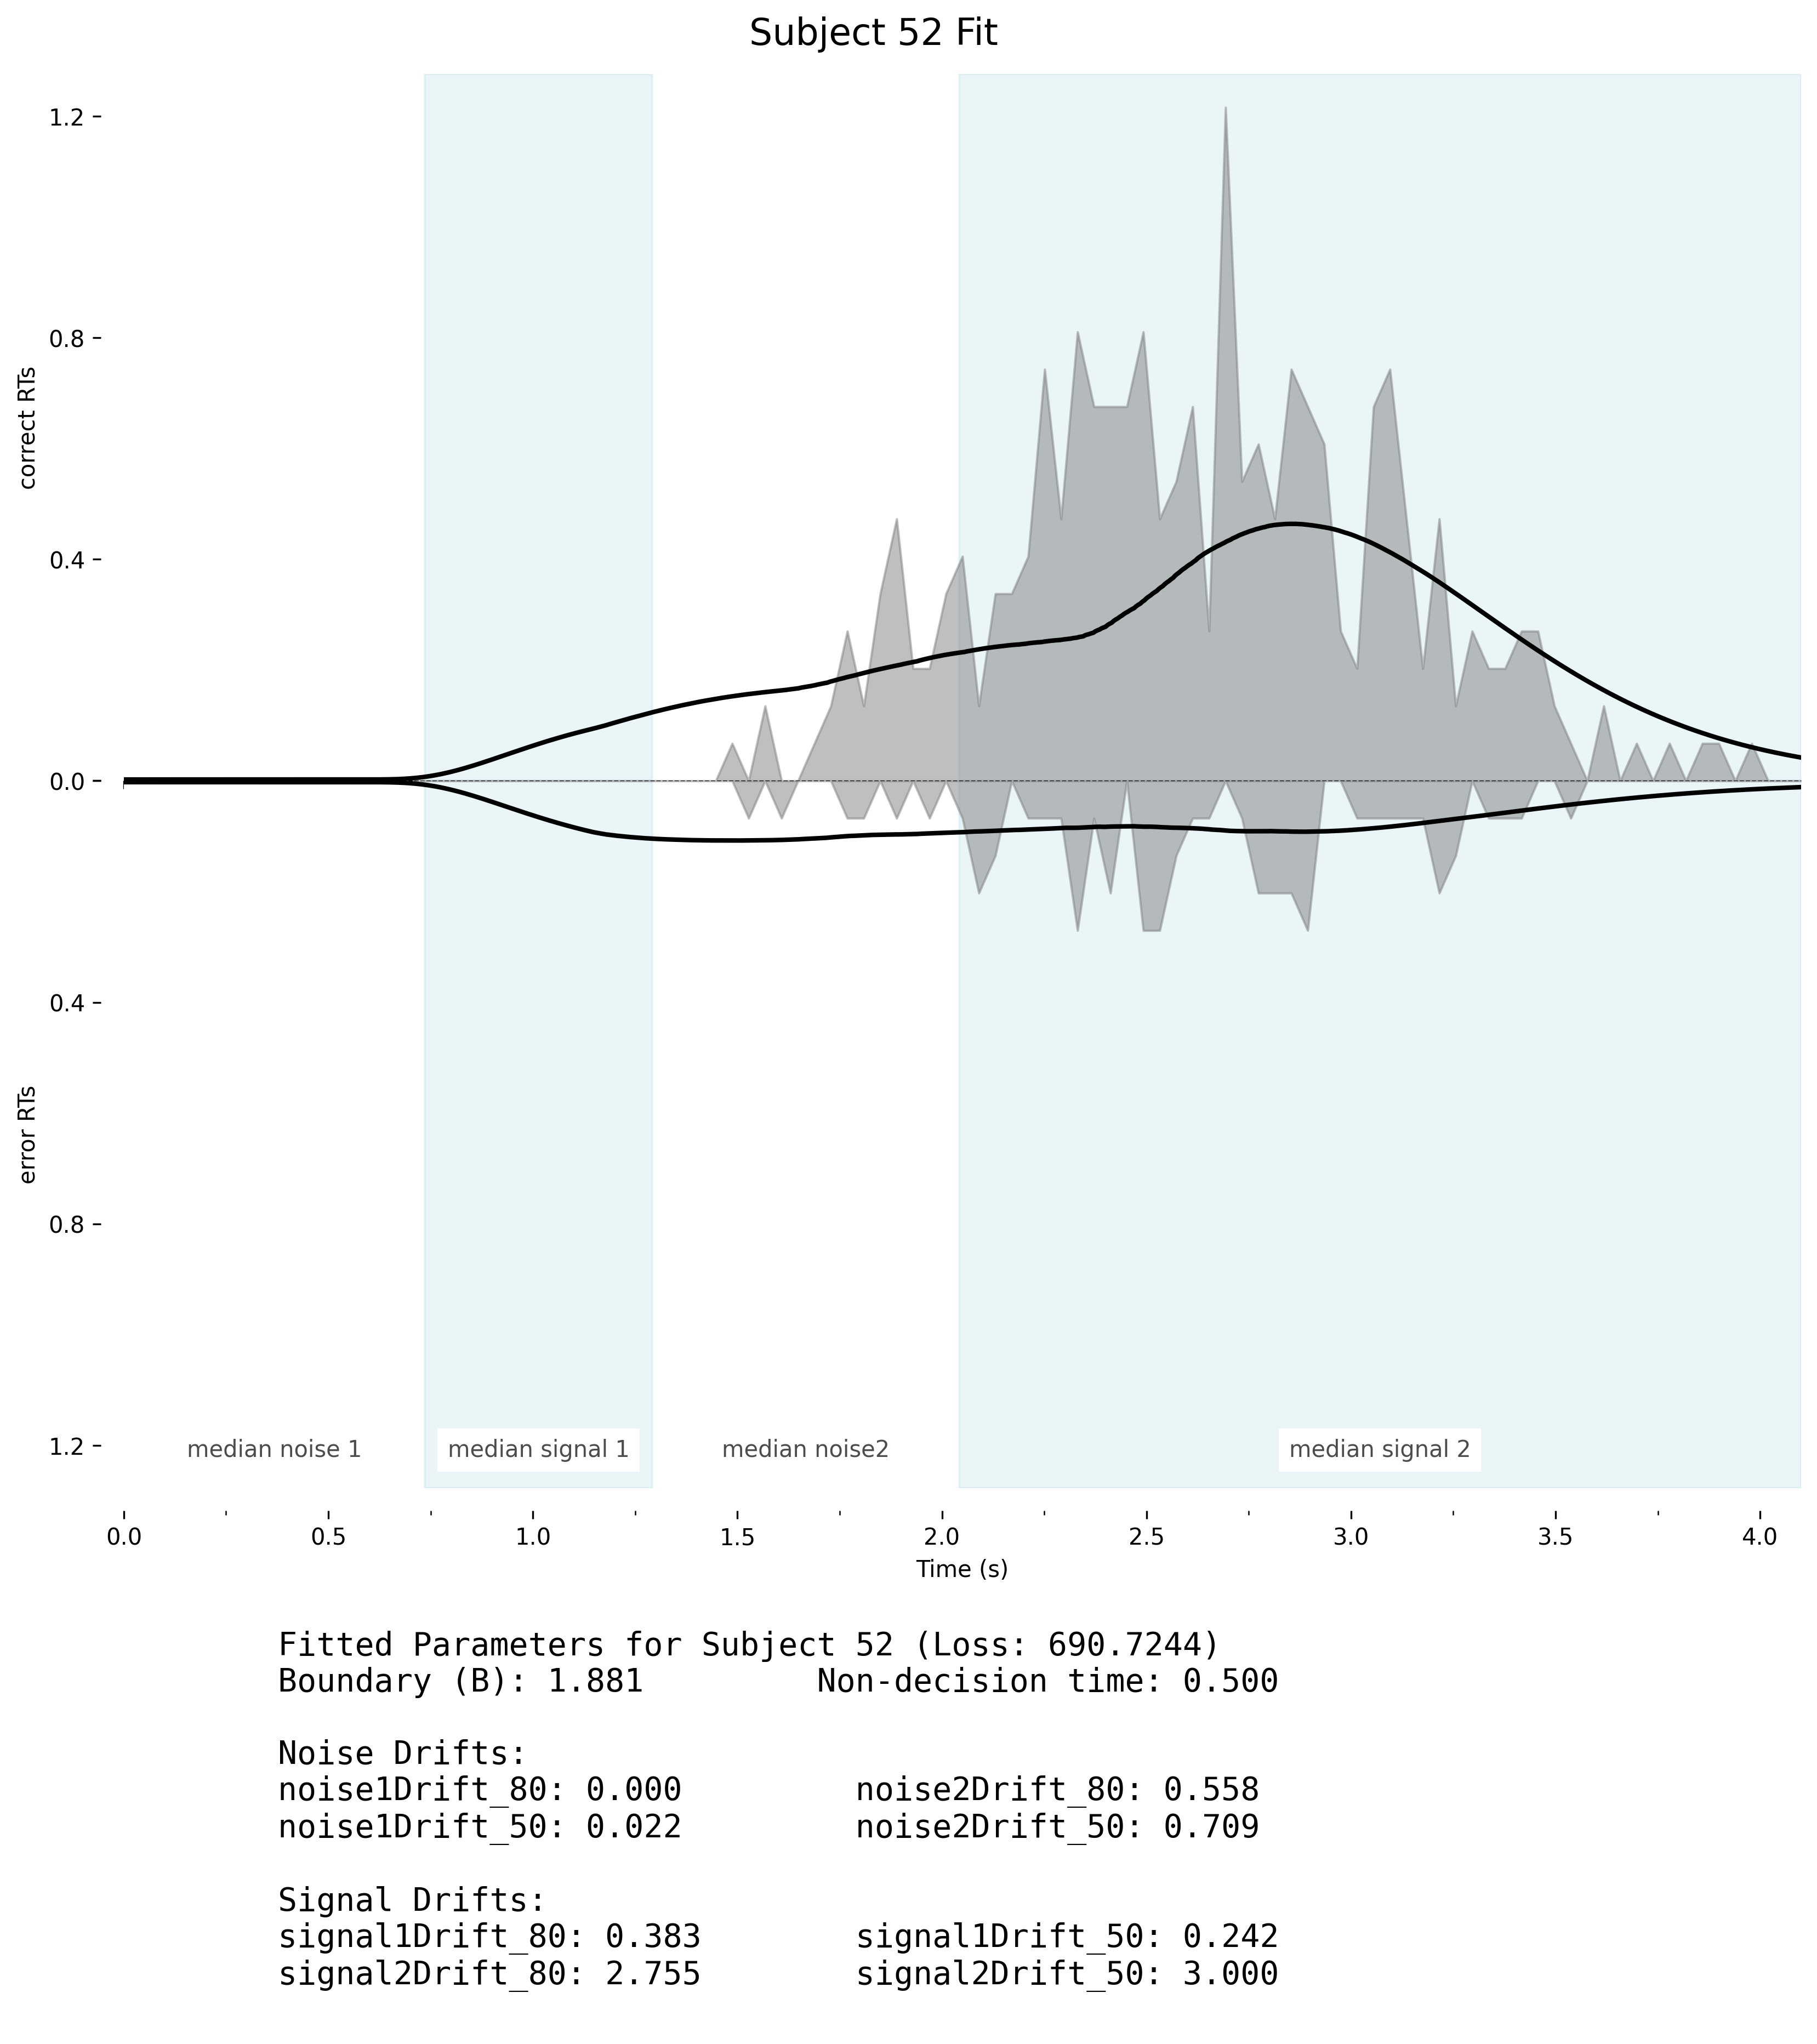 Subject 52 Fit
1.2
0.8
0.4
0.0
0.4
0.8
1.2
correct RTs
error RTs
median noise 1
median signal 1
median noise2
median signal 2
0.0 0.5 1.0 1.5 2.0 2.5 3.0 3.5 4.0
Time (s)
Fitted Parameters for Subject 52 (Loss: 690.7244)
Boundary (B): 1.881 Non-decision time: 0.500
Noise Drifts:
noise1Drift_80: 0.000 noise2Drift_80: 0.558
noise1Drift_50: 0.022 noise2Drift_50: 0.709
Signal Drifts:
signal1Drift_80: 0.383 signal1Drift_50: 0.242
signal2Drift_80: 2.755 signal2Drift_50: 3.000